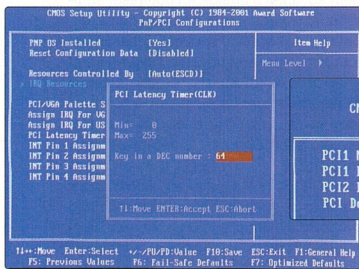 CMOS Setup Utility - Copyright (C) 1984-2001 Award Software
PnP/PCI Configurations
PNP OS Installed [Yes]
Reset Configuration Data [Disabled]
Resources Controlled By [Auto(ESCD)]
x IRQ Resources
PCI/VGA Palette S
Assign IRQ For VG
Assign IRQ For US
PCI Latency Timer
INT Pin 1 Assignm
INT Pin 2 Assignm
INT Pin 3 Assignm
INT Pin 4 Assignm
PCI Latency Timer(CLK)
Min= 0
Max= 255
Key in a DEC number : 64
↑↓:Move ENTER:Accept ESC:Abort
Item Help
Menu Level ▸
CM
PCI1 M
PCI1
PCI2
PCI De
↑↓→←:Move Enter:Select +/-/PU/PD:Value F10:Save ESC:Exit F1:General Help
F5: Previous Values F6: Fail-Safe Defaults F7: Optimized Defaults